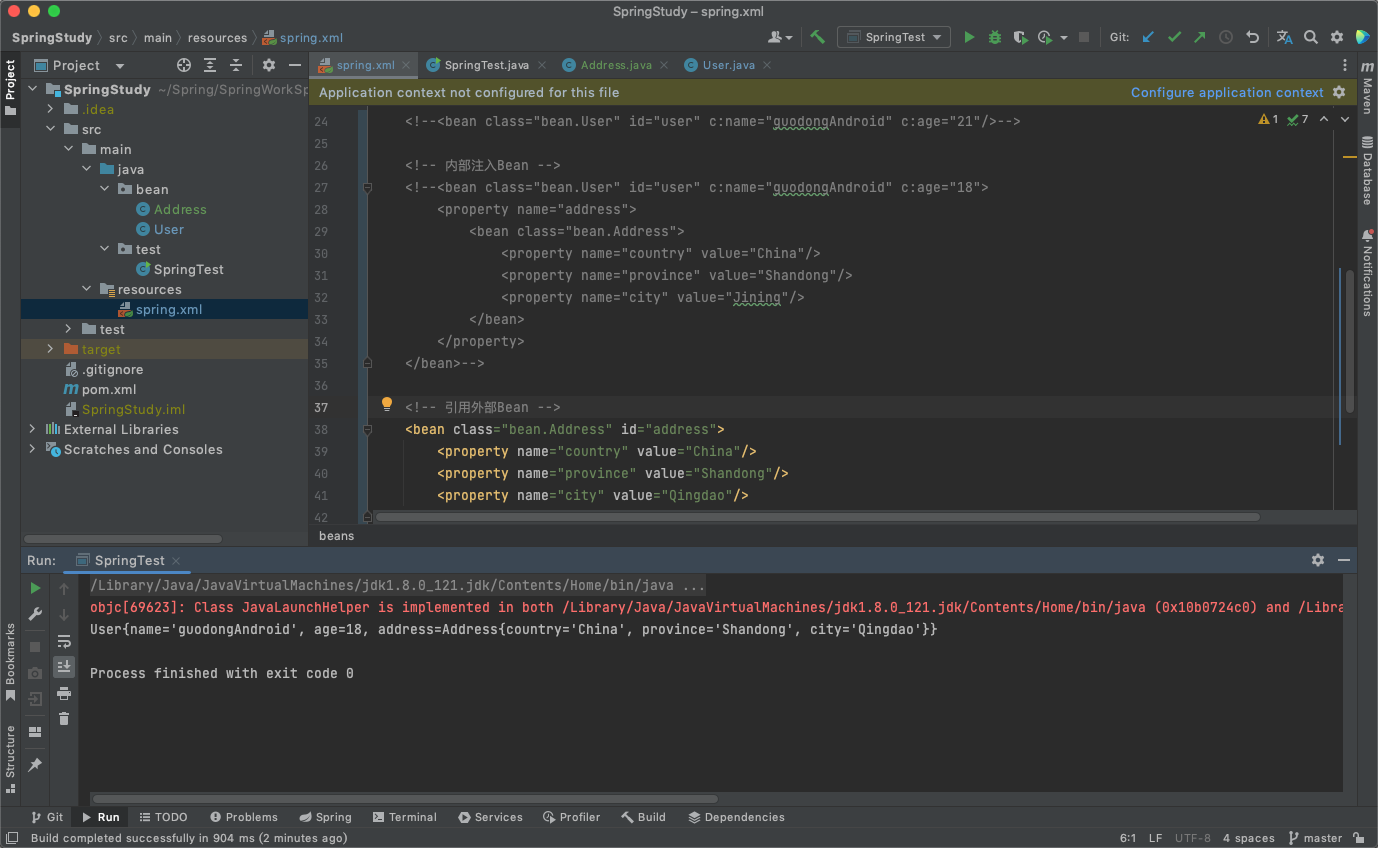 SpringStudy – spring.xml
SpringStudy src main resources spring.xml SpringTest Git:
Project
Project
spring.xml SpringTest.java Address.java User.java
SpringStudy ~/Spring/SpringWorkSp
.idea
src
main
java
bean
Address
User
test
SpringTest
resources
spring.xml
test
target
.gitignore
pom.xml
SpringStudy.iml
External Libraries
Scratches and Consoles
Application context not configured for this file Configure application context
1 7
24 <!--<bean class="bean.User" id="user" c:name="guodongAndroid" c:age="21"/>-->
25
26 <!-- 内部注入Bean -->
27 <!--<bean class="bean.User" id="user" c:name="guodongAndroid" c:age="18">
28 <property name="address">
29 <bean class="bean.Address">
30 <property name="country" value="China"/>
31 <property name="province" value="Shandong"/>
32 <property name="city" value="Jining"/>
33 </bean>
34 </property>
35 </bean>-->
36
37 <!-- 引用外部Bean -->
38 <bean class="bean.Address" id="address">
39 <property name="country" value="China"/>
40 <property name="province" value="Shandong"/>
41 <property name="city" value="Qingdao"/>
42
beans
m
Maven
Database
Notifications
Run: SpringTest
/Library/Java/JavaVirtualMachines/jdk1.8.0_121.jdk/Contents/Home/bin/java ...
objc[69623]: Class JavaLaunchHelper is implemented in both /Library/Java/JavaVirtualMachines/jdk1.8.0_121.jdk/Contents/Home/bin/java (0x10b0724c0) and /Libra
User{name='guodongAndroid', age=18, address=Address{country='China', province='Shandong', city='Qingdao'}}
Process finished with exit code 0
Bookmarks
Structure
Git Run TODO Problems Spring Terminal Services Profiler Build Dependencies
Build completed successfully in 904 ms (2 minutes ago) 6:1 LF UTF-8 4 spaces master